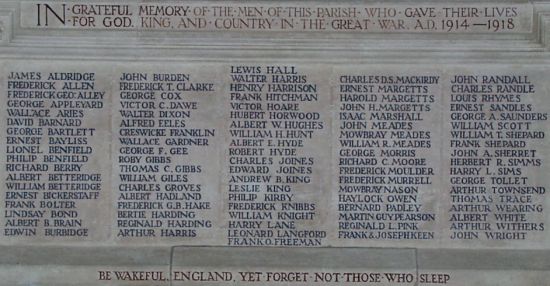 IN · GRATEFUL MEMORY · OF · THE · MEN · OF · THIS · PARISH · WHO · GAVE · THEIR · LIVES
FOR GOD, KING, AND · COUNTRY · IN · THE · GREAT · WAR, A.D. 1914—1918
JAMES ALDRIDGE
FREDERICK ALLEN
FREDERICK GEO: ALLEY
GEORGE APPLEYARD
WALLACE ARIES
DAVID BARNARD
GEORGE BARTLETT
ERNEST BAYLISS
LIONEL BENFIELD
PHILIP BENFIELD
RICHARD BERRY
ALBERT BETTERIDGE
WILLIAM BETTERIDGE
ERNEST BICKERSTAFF
FRANK BOLTER
LINDSAY BOND
ALBERT B. BRAIN
EDWIN BURBIDGE
JOHN BURDEN
FREDERICK T. CLARKE
GEORGE COX
VICTOR C. DAWE
WALTER DIXON
ALFRED EELES
CRESWICKE FRANKLIN
WALLACE GARDNER
GEORGE F. GEE
ROBY GIBBS
THOMAS C. GIBBS
WILLIAM GILES
CHARLES GROVES
ALBERT HADLAND
FREDERICK G.B. HAKE
BERTIE HARDING
REGINALD HARDING
ARTHUR HARRIS
LEWIS HALL
WALTER HARRIS
HENRY HARRISON
FRANK HITCHMAN
VICTOR HOARE
HUBERT HORWOOD
ALBERT W. HUGHES
WILLIAM H. HUNT
ALBERT E. HYDE
ROBERT HYDE
CHARLES JOINES
EDWARD JOINES
ANDREW B. KING
LESLIE KING
PHILIP KIRBY
FREDERICK KNIBBS
WILLIAM KNIGHT
HARRY LANE
LEONARD LANGFORD
FRANK O. FREEMAN
CHARLES D.S. MACKIRDY
ERNEST MARGETTS
HAROLD MARGETTS
JOHN H. MARGETTS
ISAAC MARSHALL
JOHN MEADES
MOWBRAY MEADES
WILLIAM R. MEADES
GEORGE MORRIS
RICHARD C. MOORE
FREDERICK MOULDER
FREDERICK MURRELL
MOWBRAY NASON
HAYLOCK OWEN
BERNARD PADLEY
MARTIN GUY PEARSON
REGINALD L. PINK
FRANK & JOSEPH KEEN
JOHN RANDALL
CHARLES RANDLE
LOUIS RHYMES
ERNEST SANDLES
GEORGE A. SAUNDERS
WILLIAM SCOTT
WILLIAM T. SHEPARD
FRANK SHEPARD
JOHN A. SHERRET
HERBERT R. SIMMS
HARRY L. SIMS
GEORGE TOLLET
ARTHUR TOWNSEND
THOMAS TRACE
ARTHUR WEARING
ALBERT WHITE
ARTHUR WITHERS
JOHN WRIGHT
BE WAKEFUL, ENGLAND, YET FORGET · NOT · THOSE · WHO SLEEP